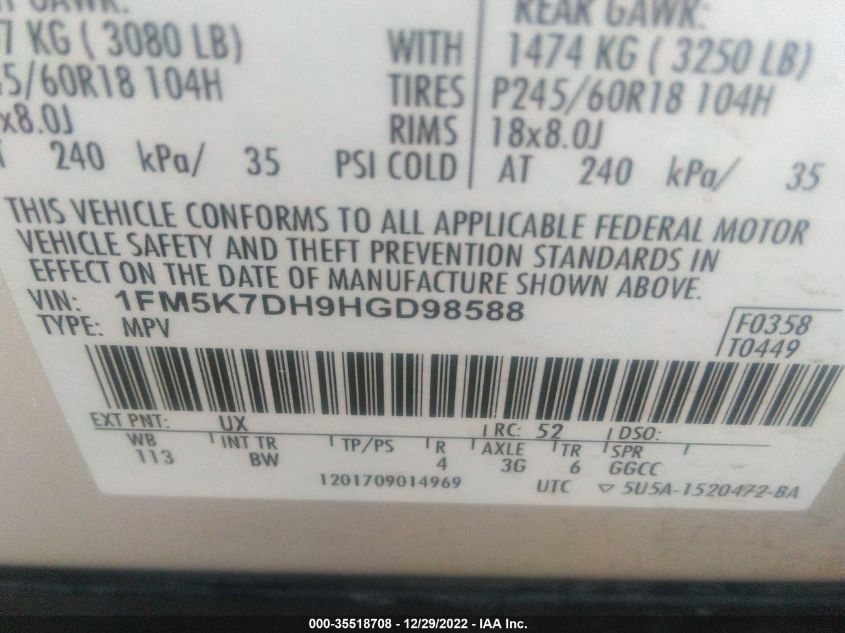 GAWR: REAR GAWR:
7 KG ( 3080 LB) WITH 1474 KG ( 3250 LB)
5/60R18 104H TIRES P245/60R18 104H
x8.0J RIMS 18x8.0J
240 kPa/ 35 PSI COLD AT 240 kPa/ 35
THIS VEHICLE CONFORMS TO ALL APPLICABLE FEDERAL MOTOR
VEHICLE SAFETY AND THEFT PREVENTION STANDARDS IN
EFFECT ON THE DATE OF MANUFACTURE SHOWN ABOVE.
VIN: 1FM5K7DH9HGD98588
TYPE: MPV
F0358
T0449
EXT PNT: UX RC: 52 DSO:
WB INT TR TP/PS R AXLE TR SPR
113 BW 4 3G 6 GGCC
1201709014969 UTC ▽ 5U5A-1520472-BA
000-35518708 - 12/29/2022 - IAA Inc.